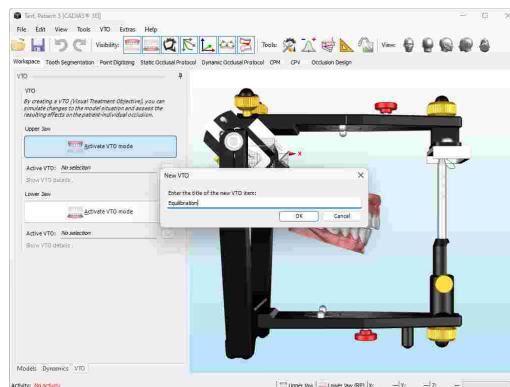 Test, Patient 3 [CADIAS® 3D]
File Edit View Tools VTO Extras Help
Visibility: Tools: View:
Workspace Tooth Segmentation Point Digitizing Static Occlusal Protocol Dynamic Occlusal Protocol CPM CPV Occlusion Design
VTO
VTO
By creating a VTO (Visual Treatment Objective), you can
simulate changes to the model situation and assess the
resulting effects on the patient-individual occlusion.
Upper Jaw
Activate VTO mode
Active VTO: No selection
Show VTO details
Lower Jaw
Activate VTO mode
Active VTO: No selection
Show VTO details
New VTO
Enter the title of the new VTO item:
Equilibration
OK Cancel
x
Models Dynamics VTO
Activity: No activity
Upper Jaw Lower Jaw (RP) X: — Y: — Z: —